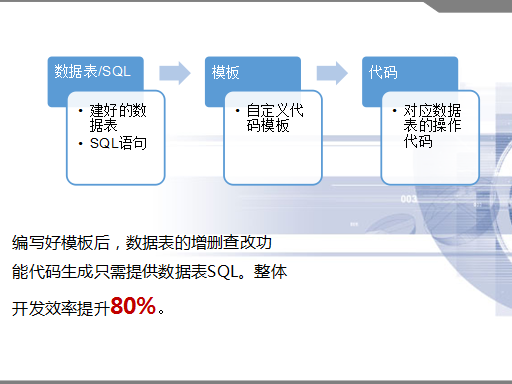 数据表/SQL
模板
代码
• 建好的数
据表
• SQL语句
• 自定义代
码模板
• 对应数据
表的操作
代码
编写好模板后，数据表的增删查改功
能代码生成只需提供数据表SQL。整体
开发效率提升80%。